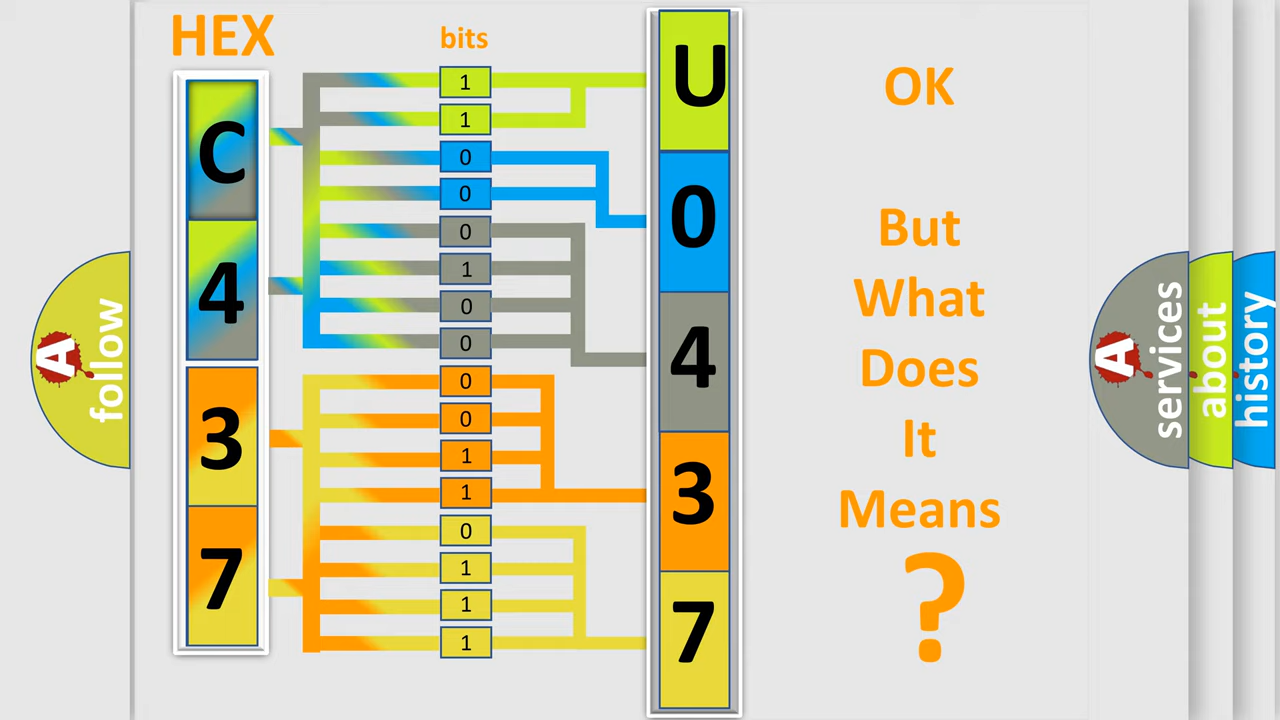 HEX
bits
C
4
3
7
1
1
0
0
0
1
0
0
0
0
1
1
0
1
1
1
U
0
4
3
7
OK
But
What
Does
It
Means
?
A
follow
A
services
about
history